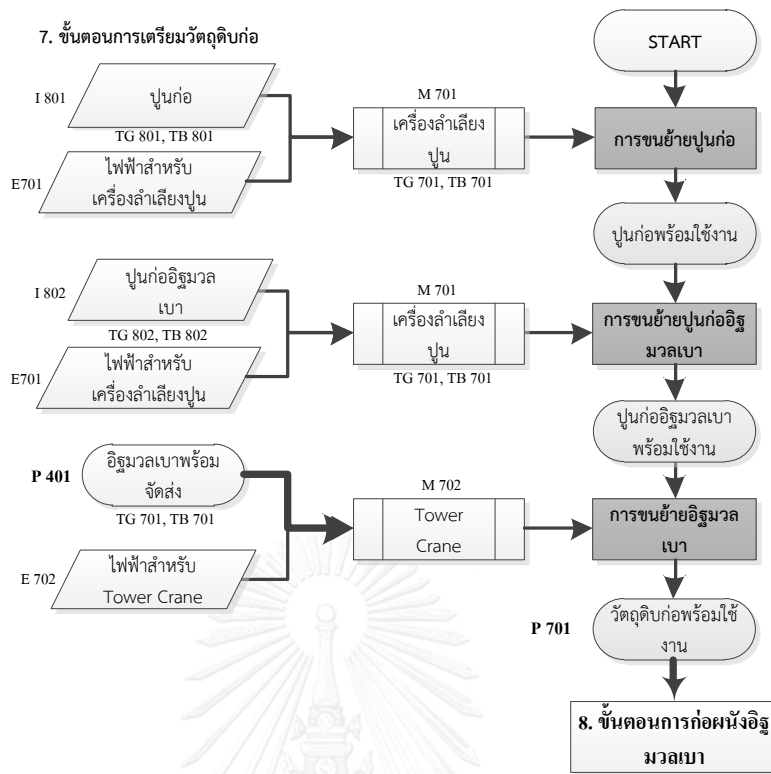 7. ขั้นตอนการเตรียมวัตถุดิบก่อ
START
I 801
ปูนก่อ
TG 801, TB 801
E701
ไฟฟ้าสำหรับ
เครื่องลำเลียงปูน
M 701
เครื่องลำเลียง
ปูน
TG 701, TB 701
การขนย้ายปูนก่อ
ปูนก่อพร้อมใช้งาน
I 802
ปูนก่ออิฐมวล
เบา
TG 802, TB 802
E701
ไฟฟ้าสำหรับ
เครื่องลำเลียงปูน
M 701
เครื่องลำเลียง
ปูน
TG 701, TB 701
การขนย้ายปูนก่ออิฐ
มวลเบา
ปูนก่ออิฐมวลเบา
พร้อมใช้งาน
P 401
อิฐมวลเบาพร้อม
จัดส่ง
TG 701, TB 701
E 702
ไฟฟ้าสำหรับ
Tower Crane
M 702
Tower
Crane
การขนย้ายอิฐมวล
เบา
P 701
วัตถุดิบก่อพร้อมใช้
งาน
8. ขั้นตอนการก่อผนังอิฐ
มวลเบา